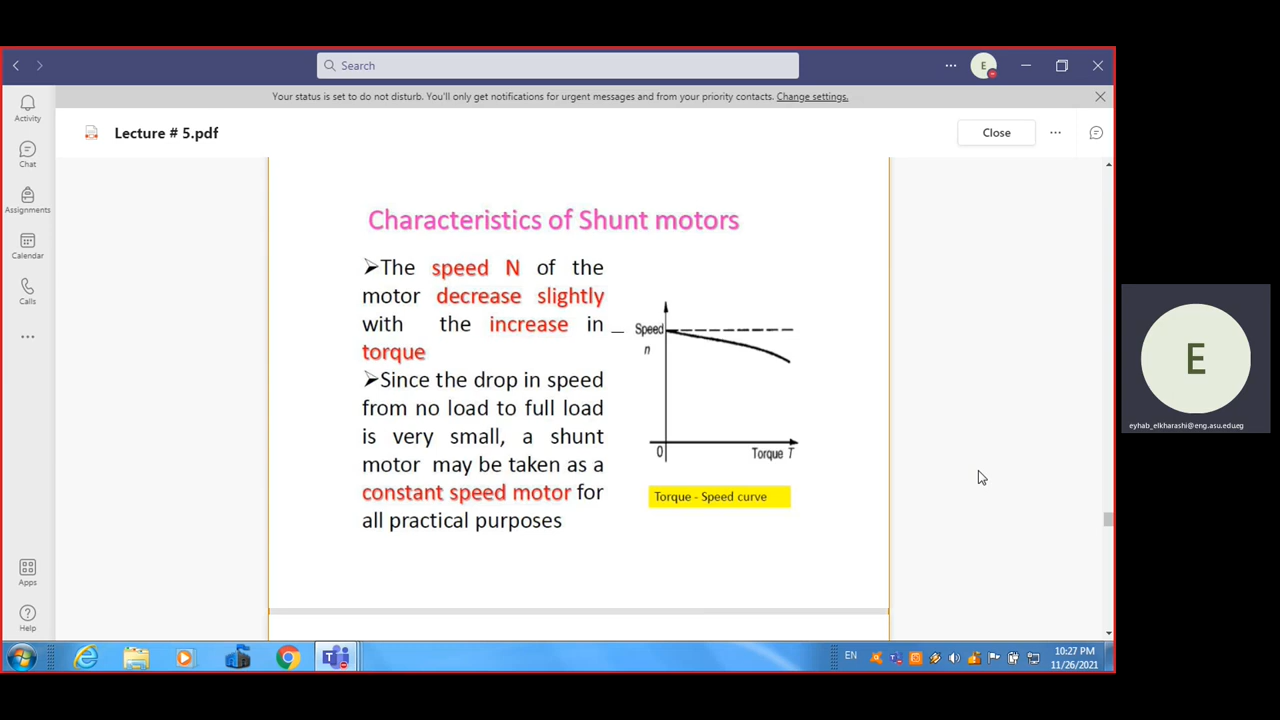 Search
E
Your status is set to do not disturb. You'll only get notifications for urgent messages and from your priority contacts. Change settings.
Activity
Chat
Assignments
Calendar
Calls
Apps
Help
Lecture # 5.pdf
Close
Characteristics of Shunt motors
➢The speed N of the
motor decrease slightly
with the increase in
torque
➢Since the drop in speed
from no load to full load
is very small, a shunt
motor may be taken as a
constant speed motor for
all practical purposes
Speed
n
0
Torque T
Torque - Speed curve
E
eyhab_elkharashi@eng.asu.edu.eg
EN
10:27 PM
11/26/2021